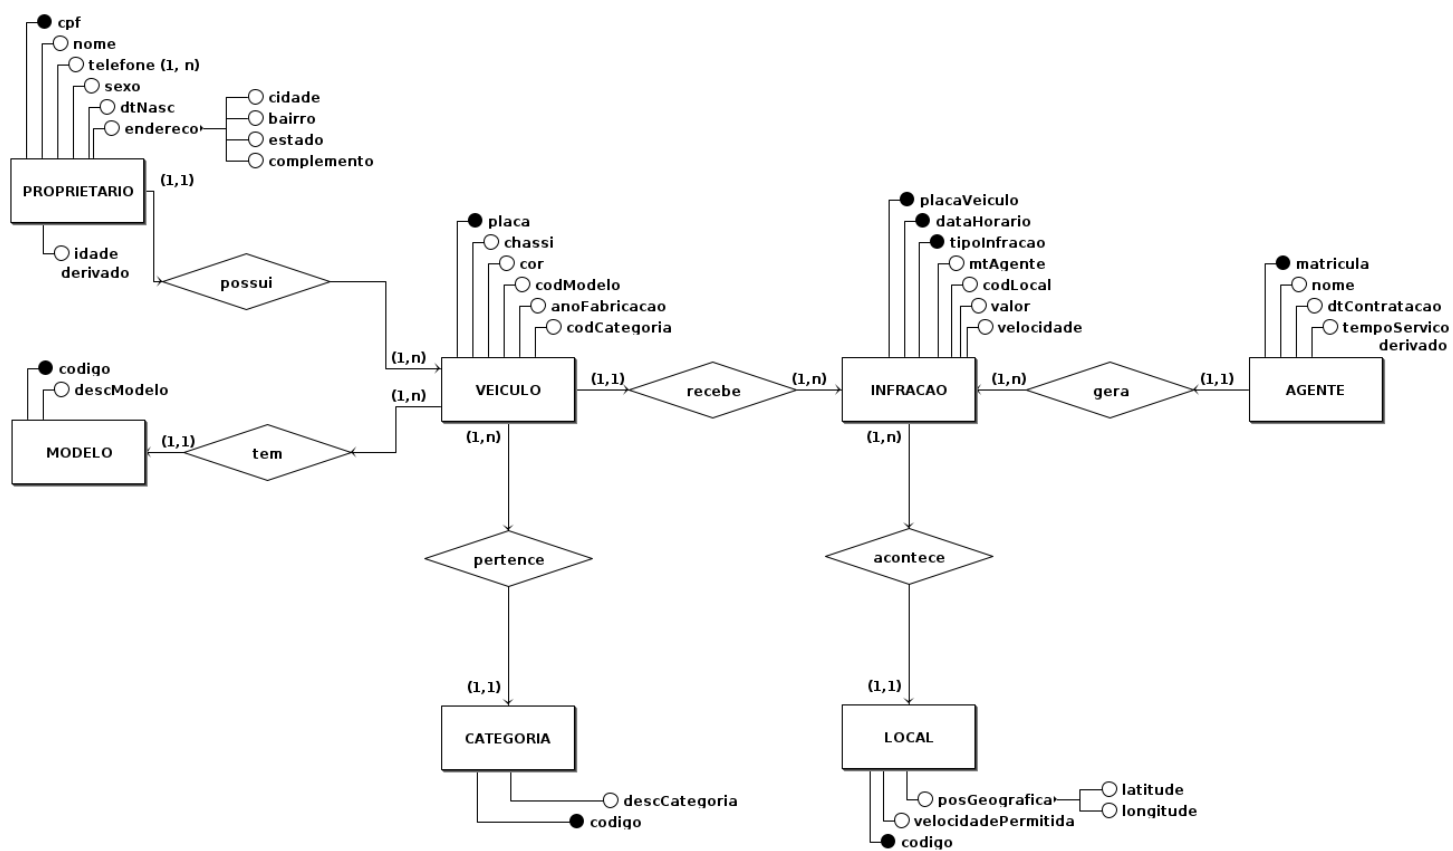 cpf
nome
telefone (1, n)
sexo
dtNasc
endereco
cidade
bairro
estado
complemento
PROPRIETARIO
(1,1)
idade
derivado
possui
placa
chassi
cor
codModelo
anoFabricacao
codCategoria
(1,n)
VEICULO
(1,n)
(1,n)
(1,1)
recebe
(1,n)
placaVeiculo
dataHorario
tipoInfracao
mtAgente
codLocal
valor
velocidade
INFRACAO
(1,n)
(1,n)
gera
(1,1)
matricula
nome
dtContratacao
tempoServico
derivado
AGENTE
codigo
descModelo
MODELO
(1,1)
tem
pertence
(1,1)
CATEGORIA
descCategoria
codigo
acontece
(1,1)
LOCAL
posGeografica
latitude
longitude
velocidadePermitida
codigo